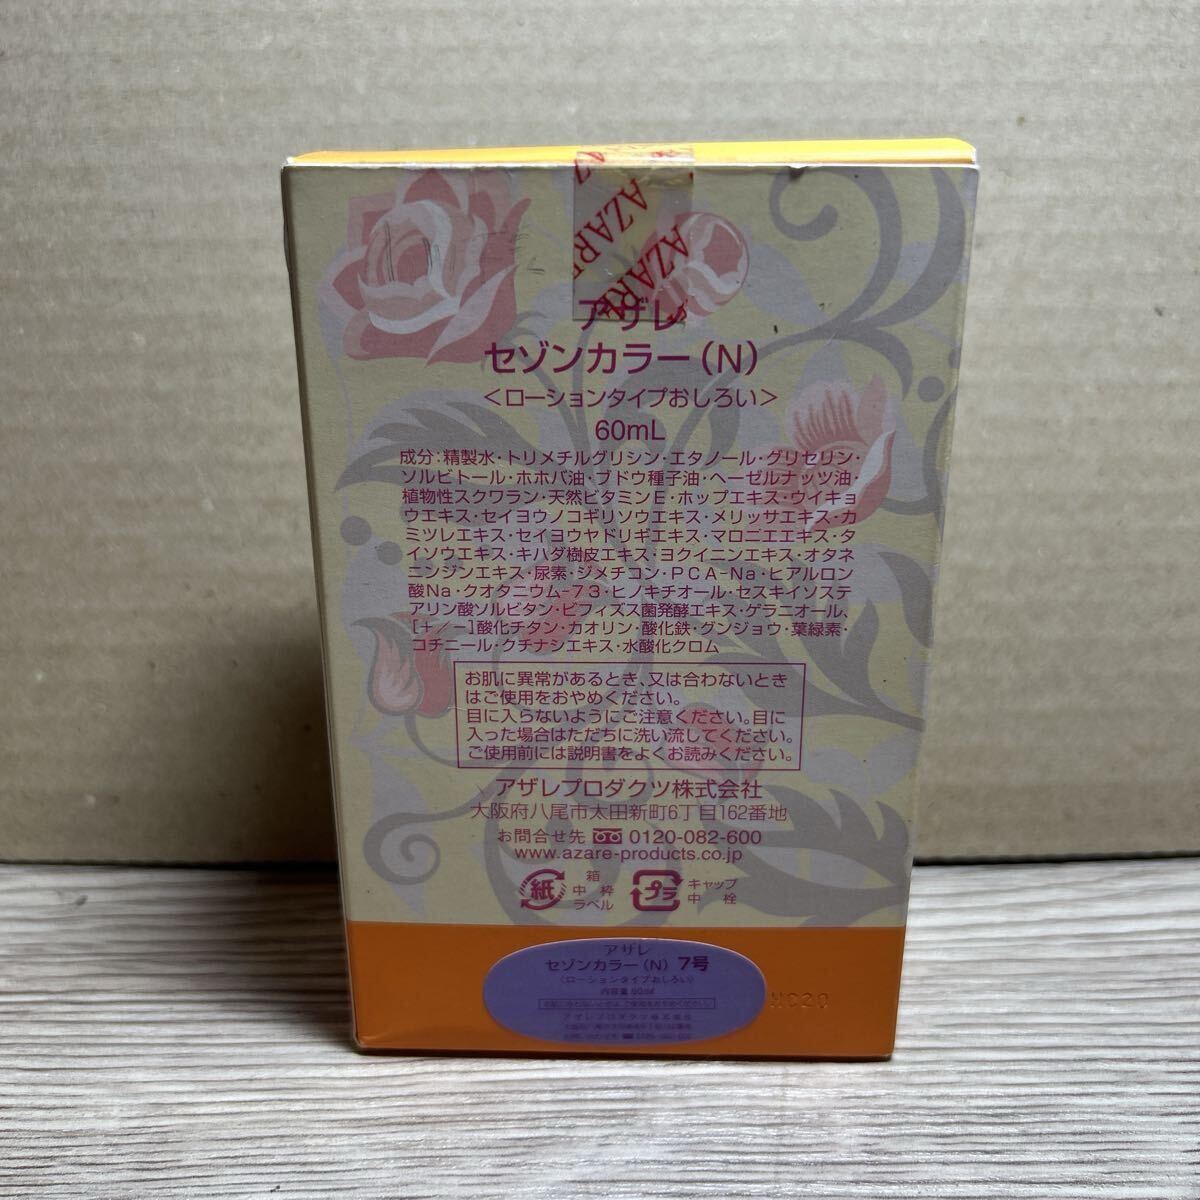 AZARE
AZARE
アザレ
セゾンカラー(N)
<ローションタイプおしろい>
60mL
成分:精製水・トリメチルグリシン・エタノール・グリセリン・
ソルビトール・ホホバ油・ブドウ種子油・ヘーゼルナッツ油・
植物性スクワラン・天然ビタミンE・ホップエキス・ウイキョ
ウエキス・セイヨウノコギリソウエキス・メリッサエキス・カ
ミツレエキス・セイヨウヤドリギエキス・マロニエエキス・タ
イソウエキス・キハダ樹皮エキス・ヨクイニンエキス・オタネ
ニンジンエキス・尿素・ジメチコン・PCA-Na・ヒアルロン
酸Na・クオタニウム-73・ヒノキチオール・セスキイソステ
アリン酸ソルビタン・ビフィズス菌発酵エキス・ゲラニオール、
[+/-]酸化チタン・カオリン・酸化鉄・グンジョウ・葉緑素・
コチニール・クチナシエキス・水酸化クロム
お肌に異常があるとき、又は合わないとき
はご使用をおやめください。
目に入らないようにご注意ください。目に
入った場合はただちに洗い流してください。
ご使用前には説明書をよくお読みください。
アザレプロダクツ株式会社
大阪府八尾市太田新町6丁目162番地
お問合せ先 0120-082-600
www.azare-products.co.jp
紙 箱 中枠 ラベル プラ キャップ 中栓
アザレ
セゾンカラー(N) 7号
(ローションタイプおしろい)
内容量 60ml
アザレプロダクツ株式会社